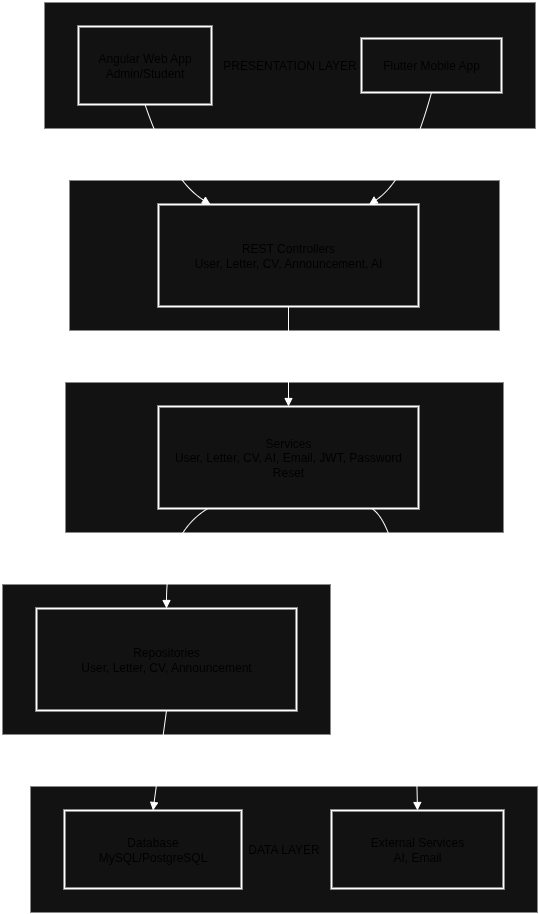 Angular Web App
Admin/Student
PRESENTATION LAYER
Flutter Mobile App
REST Controllers
User, Letter, CV, Announcement, AI
Services
User, Letter, CV, AI, Email, JWT, Password
Reset
Repositories
User, Letter, CV, Announcement
Database
MySQL/PostgreSQL
DATA LAYER
External Services
AI, Email